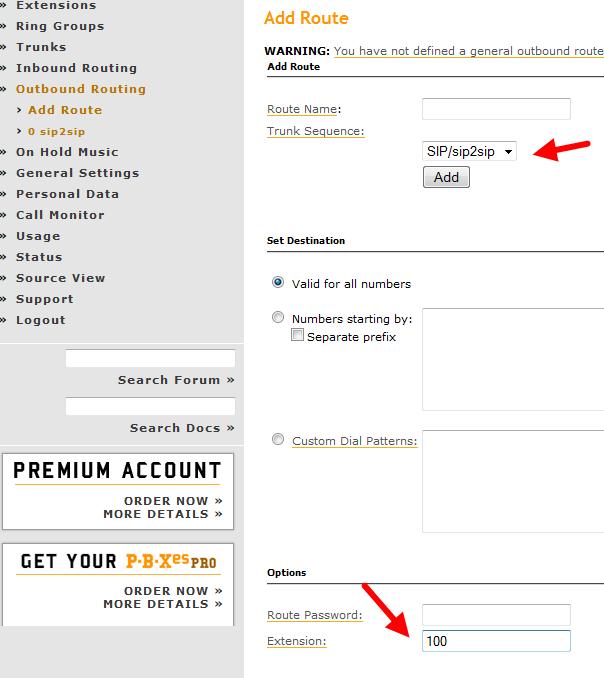 » Extensions
» Ring Groups
» Trunks
» Inbound Routing
» Outbound Routing
› Add Route
› 0 sip2sip
» On Hold Music
» General Settings
» Personal Data
» Call Monitor
» Usage
» Status
» Source View
» Support
» Logout
Search Forum »
Search Docs »
PREMIUM ACCOUNT
ORDER NOW »
MORE DETAILS »
GET YOUR P·B·Xes PRO
ORDER NOW »
MORE DETAILS »
Add Route
WARNING: You have not defined a general outbound route
Add Route
Route Name:
Trunk Sequence:
SIP/sip2sip
Add
Set Destination
Valid for all numbers
Numbers starting by:
Separate prefix
Custom Dial Patterns:
Options
Route Password:
Extension: 100